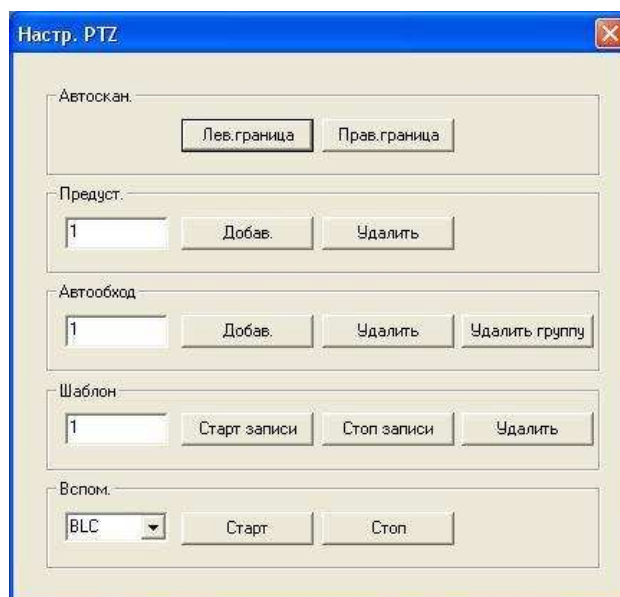 Настр. PTZ
Автоскан.
Лев.граница Прав.граница
Предуст.
1 Добав. Удалить
Автообход
1 Добав. Удалить Удалить группу
Шаблон
1 Старт записи Стоп записи Удалить
Вспом.
BLC Старт Стоп